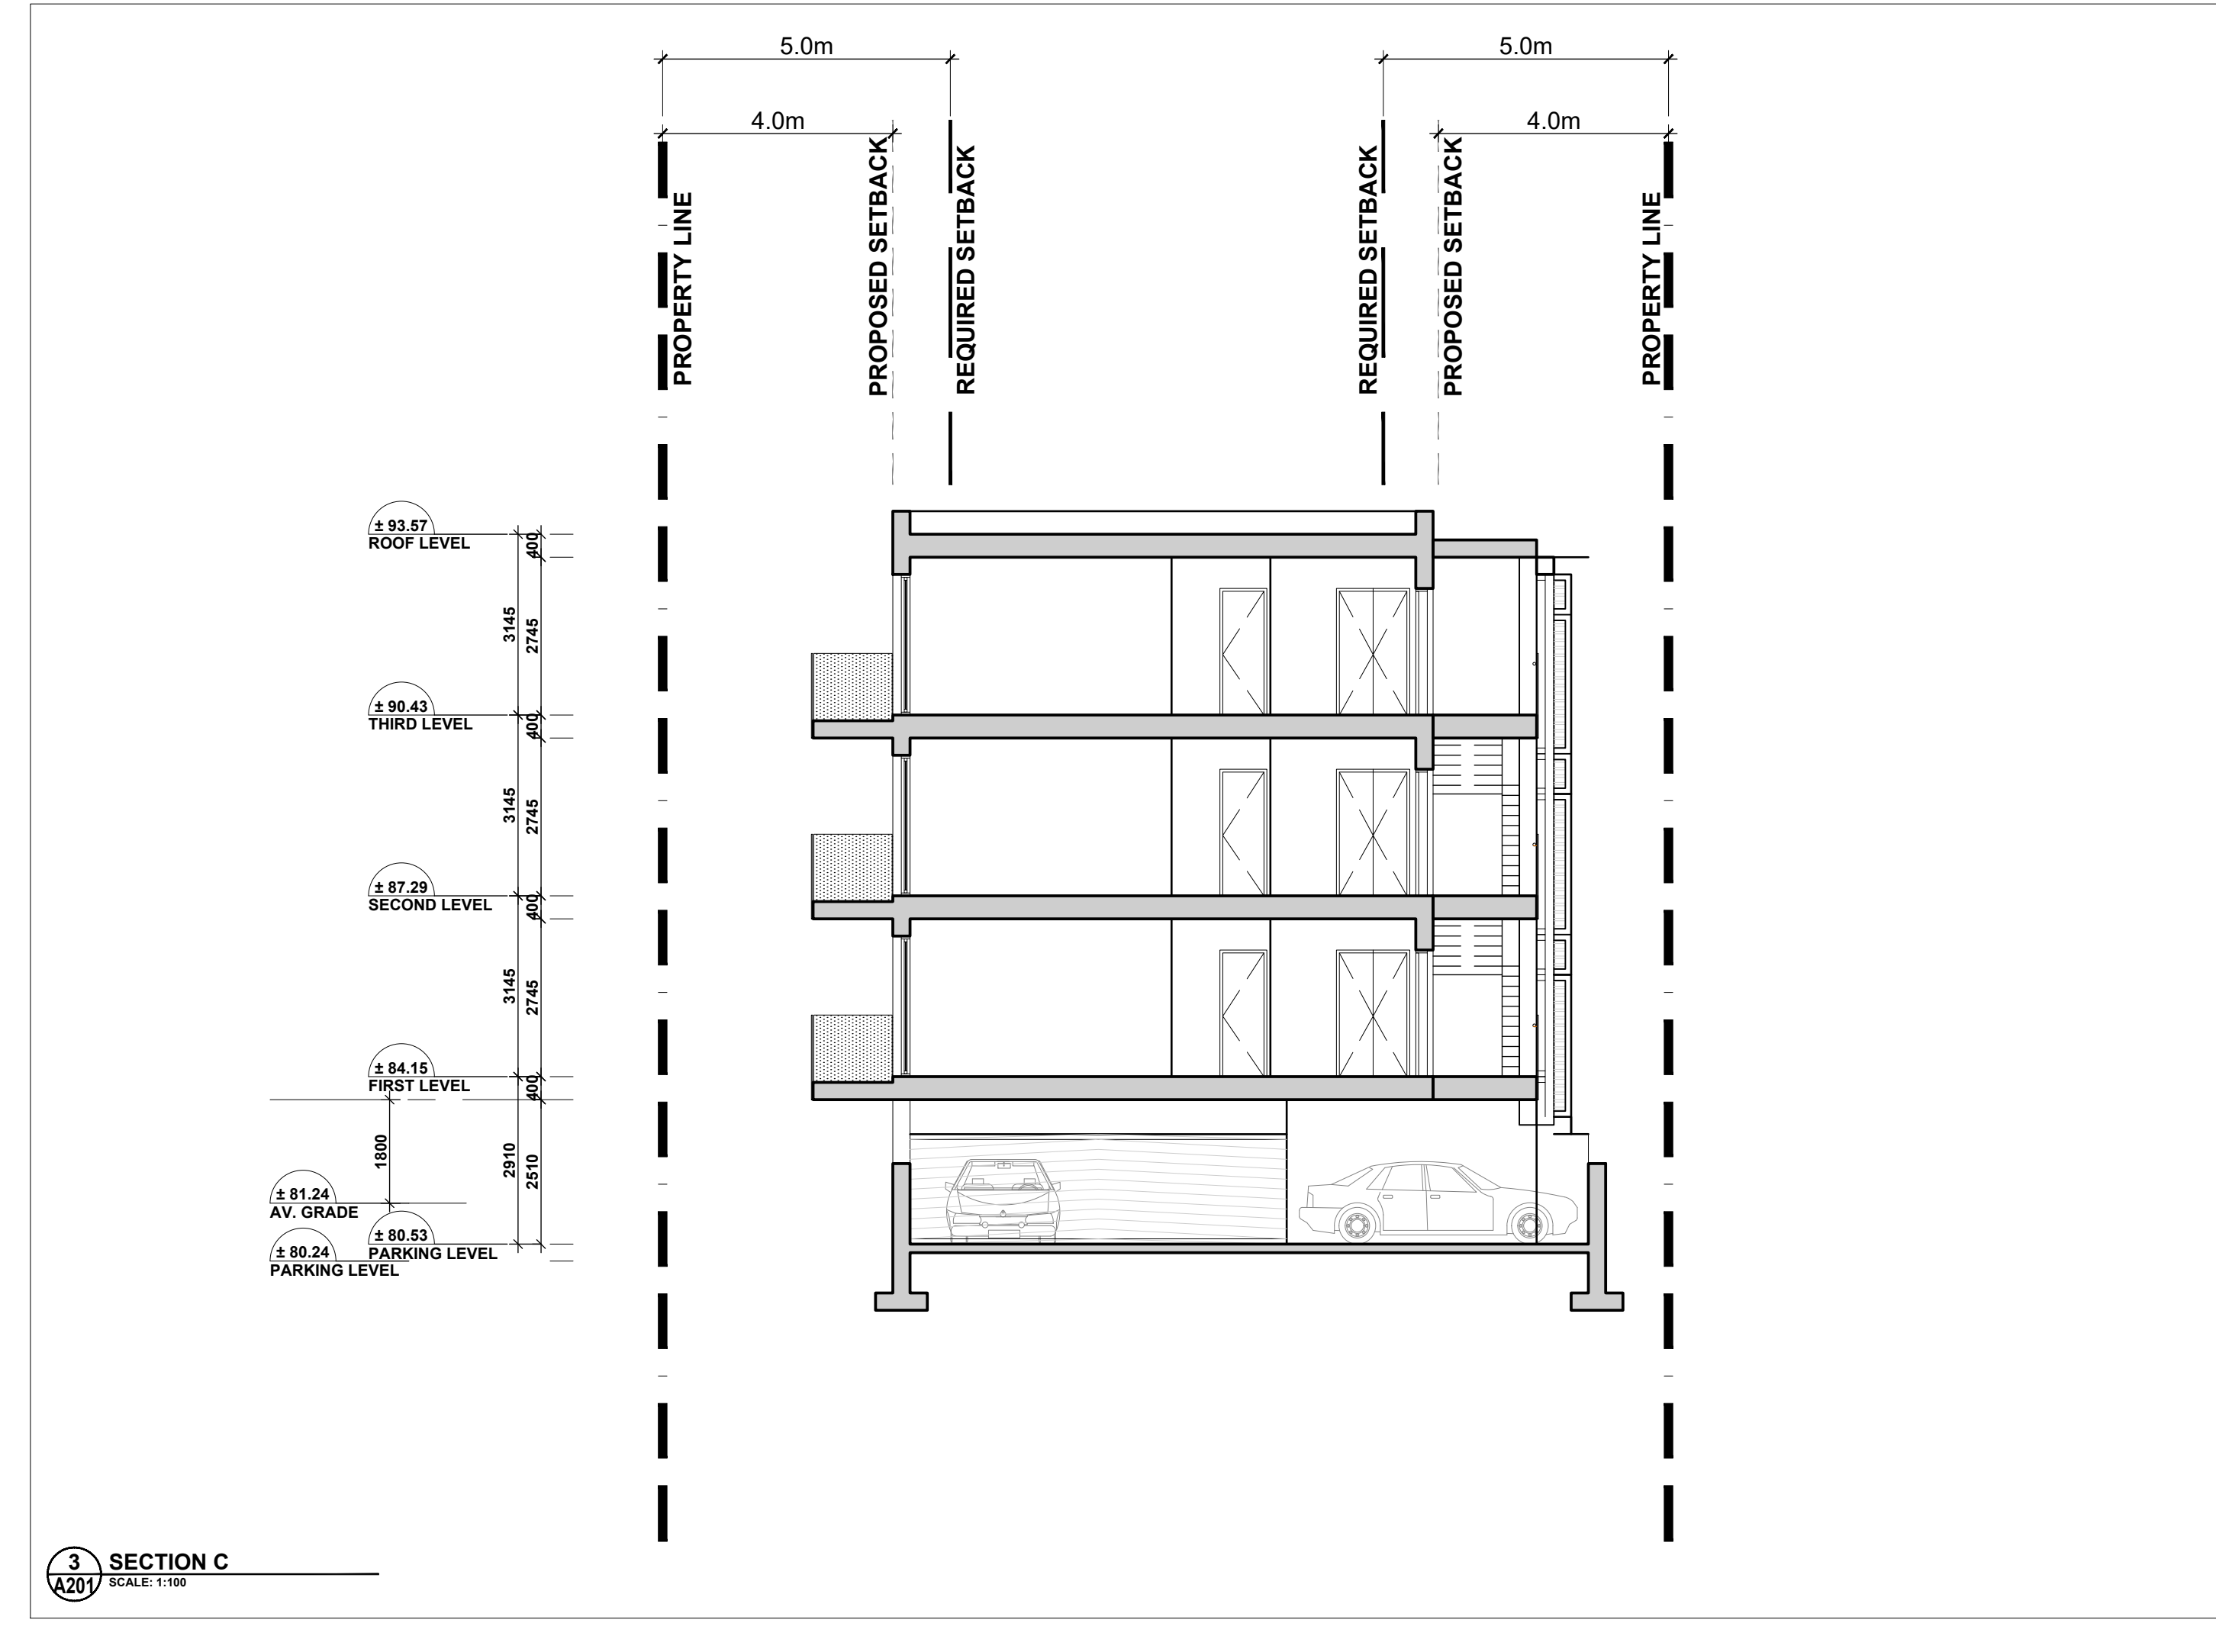 5.0m
5.0m
4.0m
4.0m
PROPERTY LINE
PROPOSED SETBACK
REQUIRED SETBACK
REQUIRED SETBACK
PROPOSED SETBACK
PROPERTY LINE
± 93.57
ROOF LEVEL
400
3145
2745
± 90.43
THIRD LEVEL
400
3145
2745
± 87.29
SECOND LEVEL
400
3145
2745
± 84.15
FIRST LEVEL
400
1800
2910
2510
± 81.24
AV. GRADE
± 80.53
PARKING LEVEL
± 80.24
PARKING LEVEL
3
A201
SECTION C
SCALE: 1:100